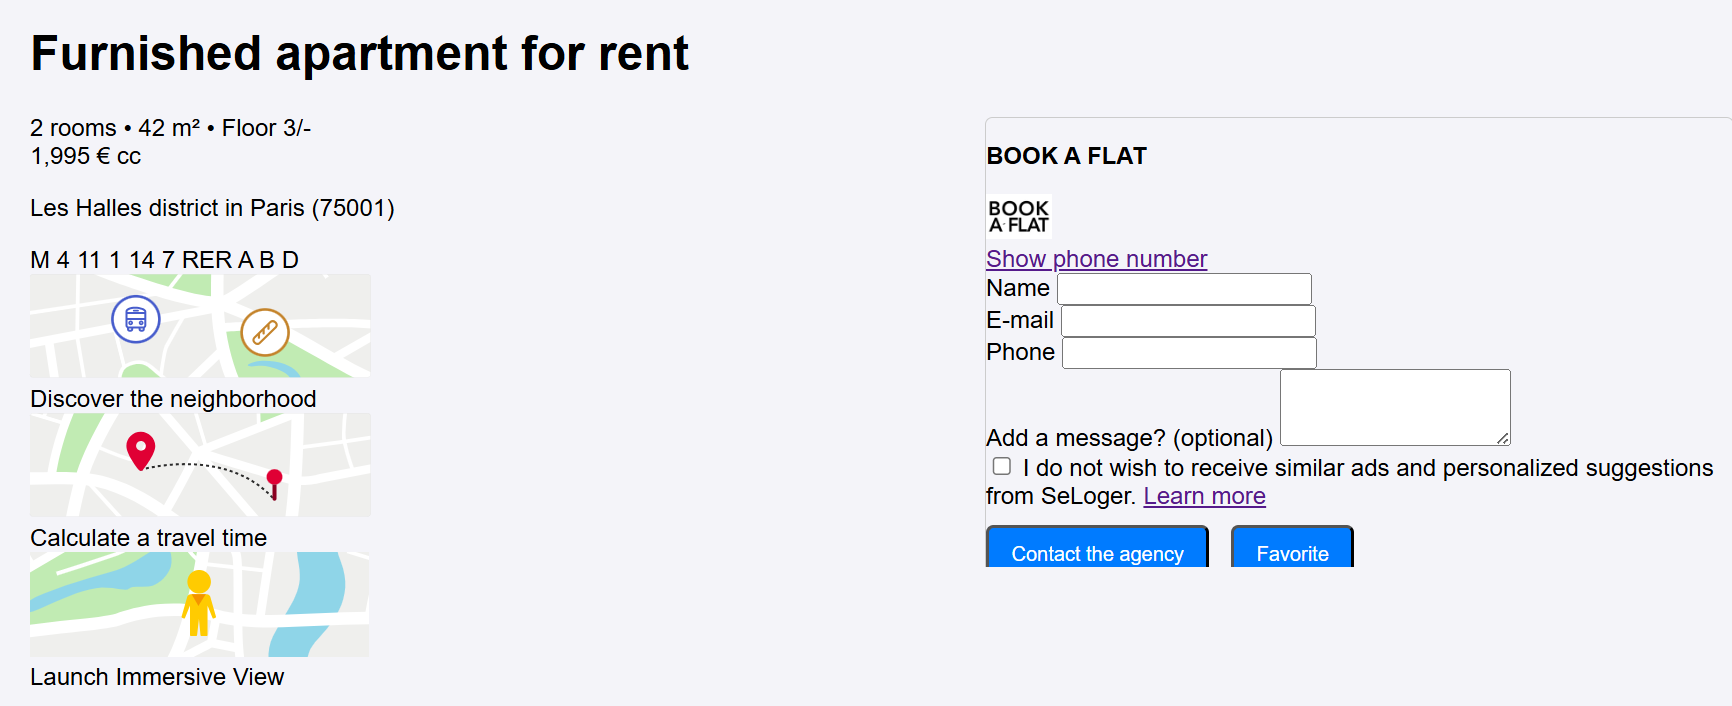 Furnished apartment for rent
2 rooms • 42 m² • Floor 3/-
1,995 € cc
Les Halles district in Paris (75001)
M 4 11 1 14 7 RER A B D
Discover the neighborhood
Calculate a travel time
Launch Immersive View
BOOK A FLAT
BOOK
A·FLAT
Show phone number
Name
E-mail
Phone
Add a message? (optional)
I do not wish to receive similar ads and personalized suggestions
from SeLoger. Learn more
Contact the agency Favorite